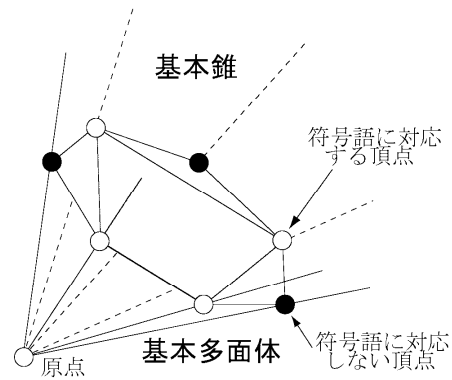 基本錐
符号語に対応
する頂点
原点
基本多面体
符号語に対応
しない頂点